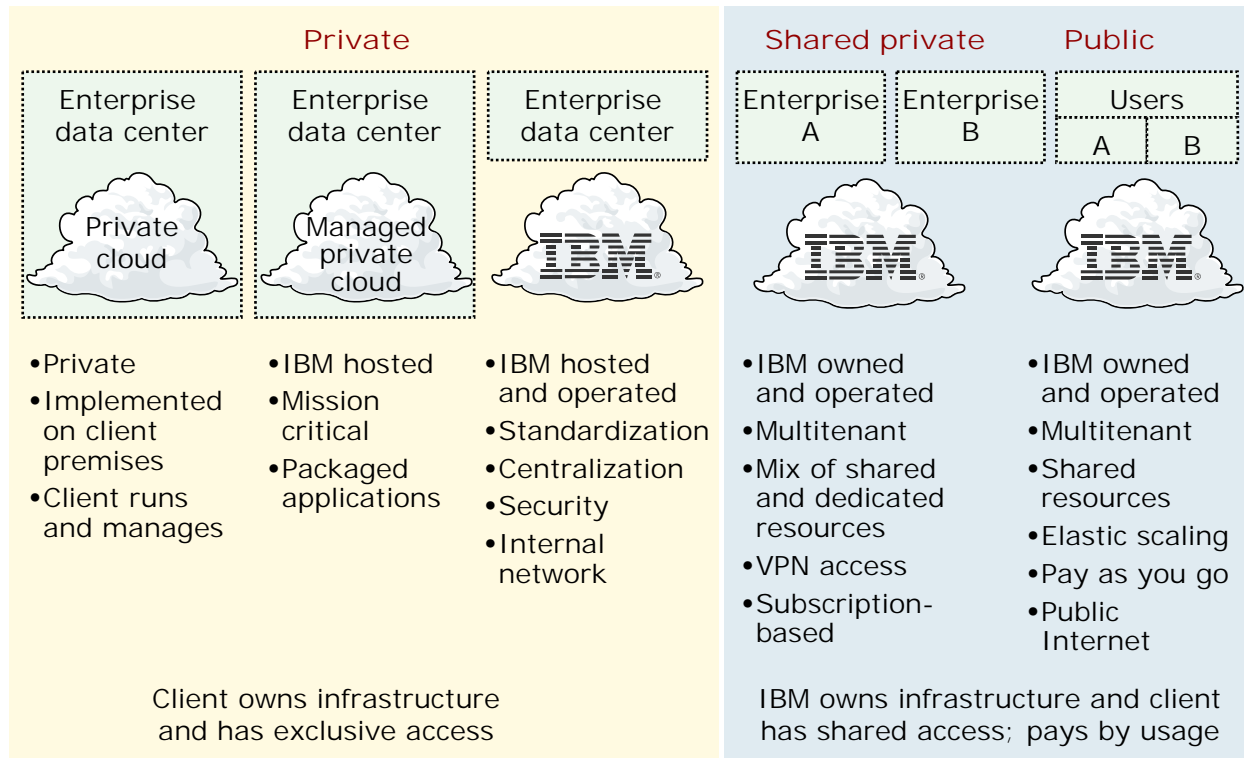 Private
Enterprise
data center
Private
cloud
•Private
•Implemented
on client
premises
•Client runs
and manages
Enterprise
data center
Managed
private
cloud
•IBM hosted
•Mission
critical
•Packaged
applications
Enterprise
data center
IBM®
•IBM hosted
and operated
•Standardization
•Centralization
•Security
•Internal
network
Client owns infrastructure
and has exclusive access
Shared private
Enterprise
A
Enterprise
B
IBM®
•IBM owned
and operated
•Multitenant
•Mix of shared
and dedicated
resources
•VPN access
•Subscription-
based
Public
Users
A B
IBM®
•IBM owned
and operated
•Multitenant
•Shared
resources
•Elastic scaling
•Pay as you go
•Public
Internet
IBM owns infrastructure and client
has shared access; pays by usage